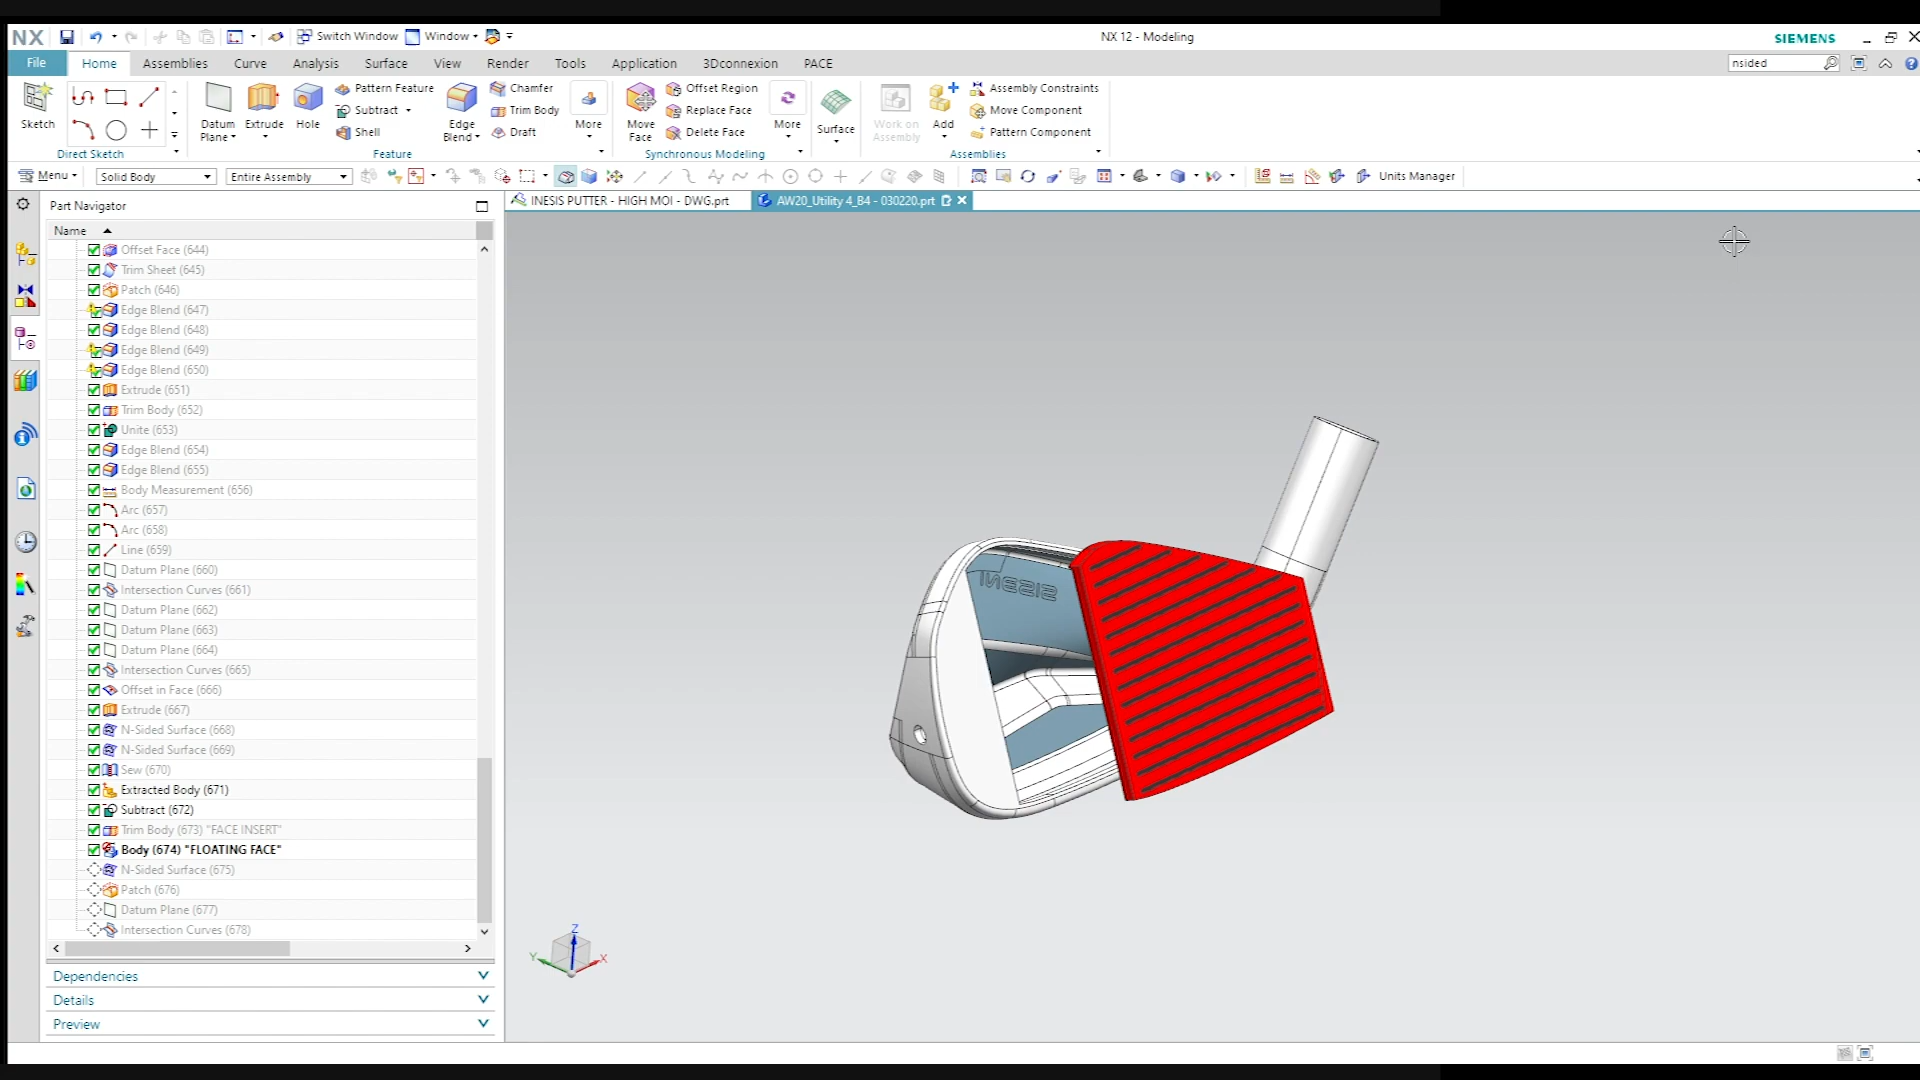 NX Switch Window Window NX 12 - Modeling SIEMENS
File Home Assemblies Curve Analysis Surface View Render Tools Application 3Dconnexion PACE nsided
Sketch Datum Plane Extrude Hole Pattern Feature Subtract Shell Edge Blend Chamfer Trim Body Draft More Move Face Offset Region Replace Face Delete Face More Surface Work on Assembly Add Assembly Constraints Move Component Pattern Component
Direct Sketch Feature Synchronous Modeling Assemblies
Menu Solid Body Entire Assembly Units Manager
Part Navigator INESIS PUTTER - HIGH MOI - DWG.prt AW20_Utility 4_B4 - 030220.prt
Name
Offset Face (644)
Trim Sheet (645)
Patch (646)
Edge Blend (647)
Edge Blend (648)
Edge Blend (649)
Edge Blend (650)
Extrude (651)
Trim Body (652)
Unite (653)
Edge Blend (654)
Edge Blend (655)
Body Measurement (656)
Arc (657)
Arc (658)
Line (659)
Datum Plane (660)
Intersection Curves (661)
Datum Plane (662)
Datum Plane (663)
Datum Plane (664)
Intersection Curves (665)
Offset in Face (666)
Extrude (667)
N-Sided Surface (668)
N-Sided Surface (669)
Sew (670)
Extracted Body (671)
Subtract (672)
Trim Body (673) "FACE INSERT"
Body (674) "FLOATING FACE"
N-Sided Surface (675)
Patch (676)
Datum Plane (677)
Intersection Curves (678)
Dependencies
Details
Preview
INESIS
Z
Y X